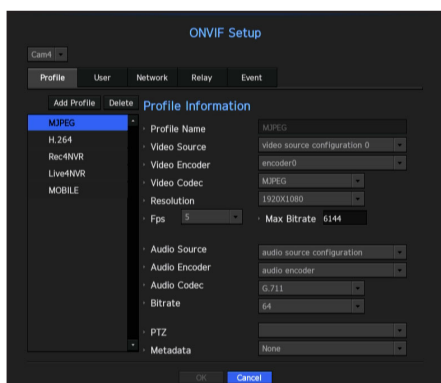 ONVIF Setup
Cam4
Profile User Network Relay Event
Add Profile Delete Profile Information
MJPEG
H.264
Rec4NVR
Live4NVR
MOBILE
Profile Name MJPEG
Video Source video source configuration 0
Video Encoder encoder0
Video Codec MJPEG
Resolution 1920X1080
Fps 5 Max Bitrate 6144
Audio Source audio source configuration
Audio Encoder audio encoder
Audio Codec G.711
Bitrate 64
PTZ
Metadata None
OK Cancel